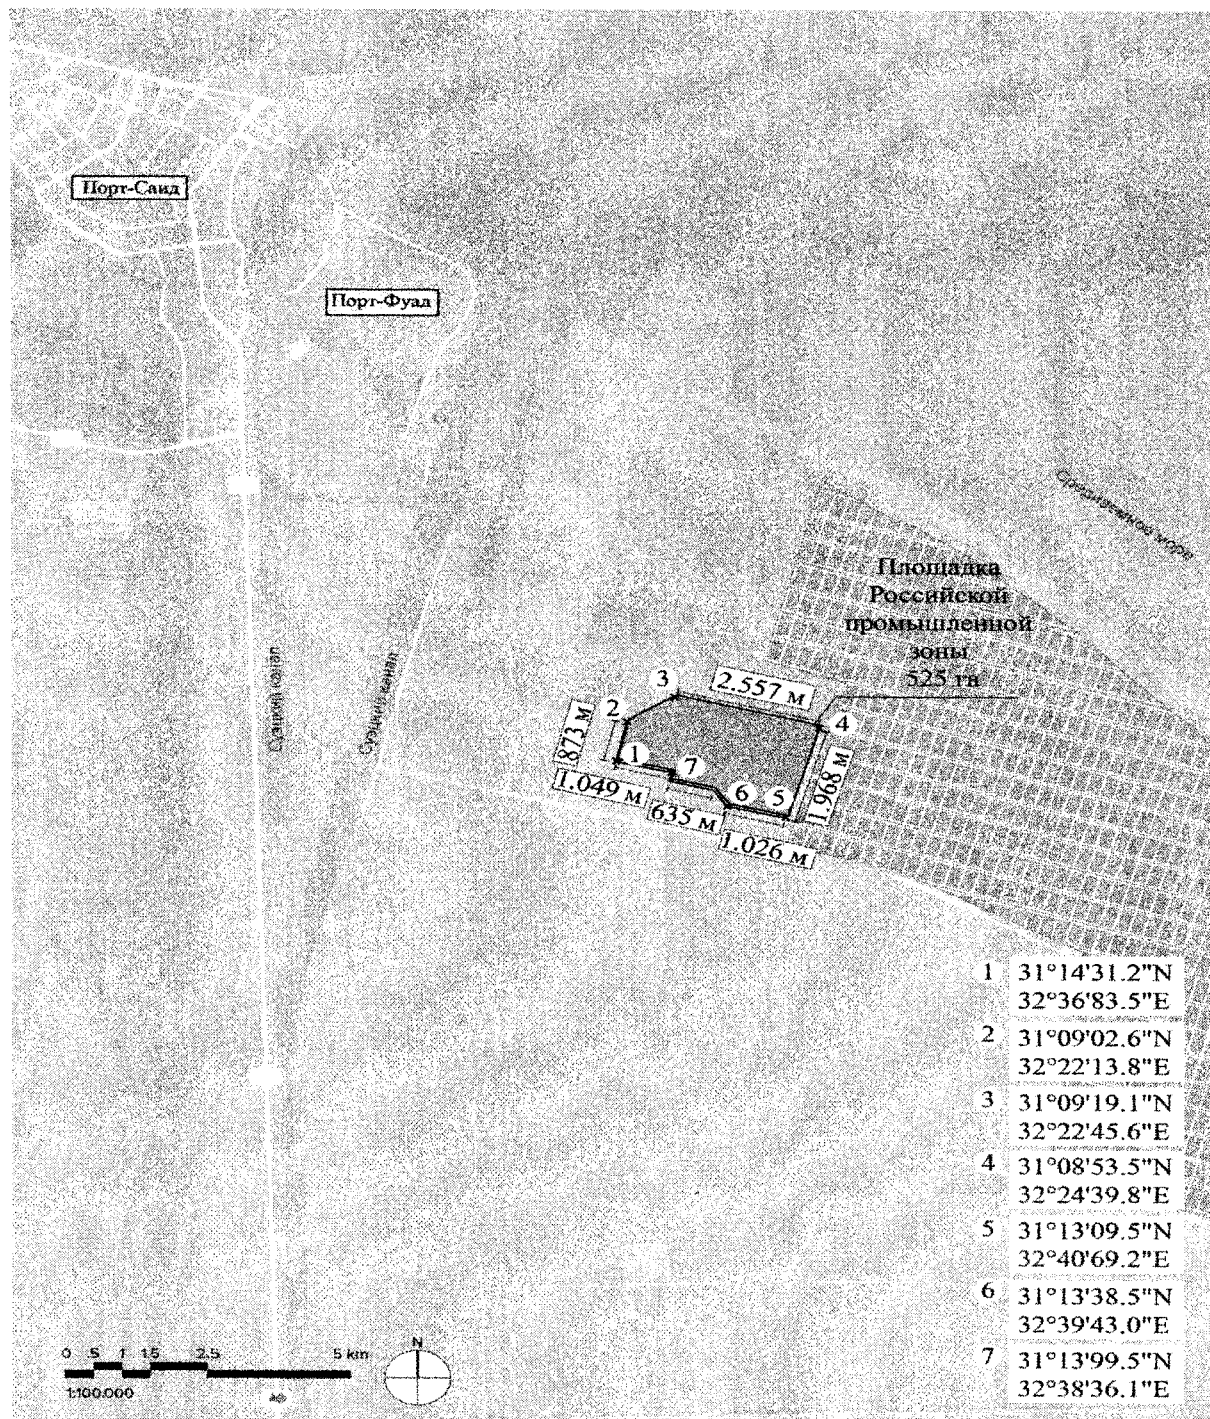 Порт-Саид
Порт-Фуад
Средиземное море
Площадка
Российской
промышленной
зоны
525 га
Суэцкий канал
Суэцкий канал
3
2.557 м
2
4
873 м
1
7
1.968 м
6
5
1.049 м
635 м
1.026 м
1 31°14'31.2"N
32°36'83.5"E
2 31°09'02.6"N
32°22'13.8"E
3 31°09'19.1"N
32°22'45.6"E
4 31°08'53.5"N
32°24'39.8"E
5 31°13'09.5"N
32°40'69.2"E
6 31°13'38.5"N
32°39'43.0"E
7 31°13'99.5"N
32°38'36.1"E
0 .5 1 1.5 2.5 5 km
1:100.000
N